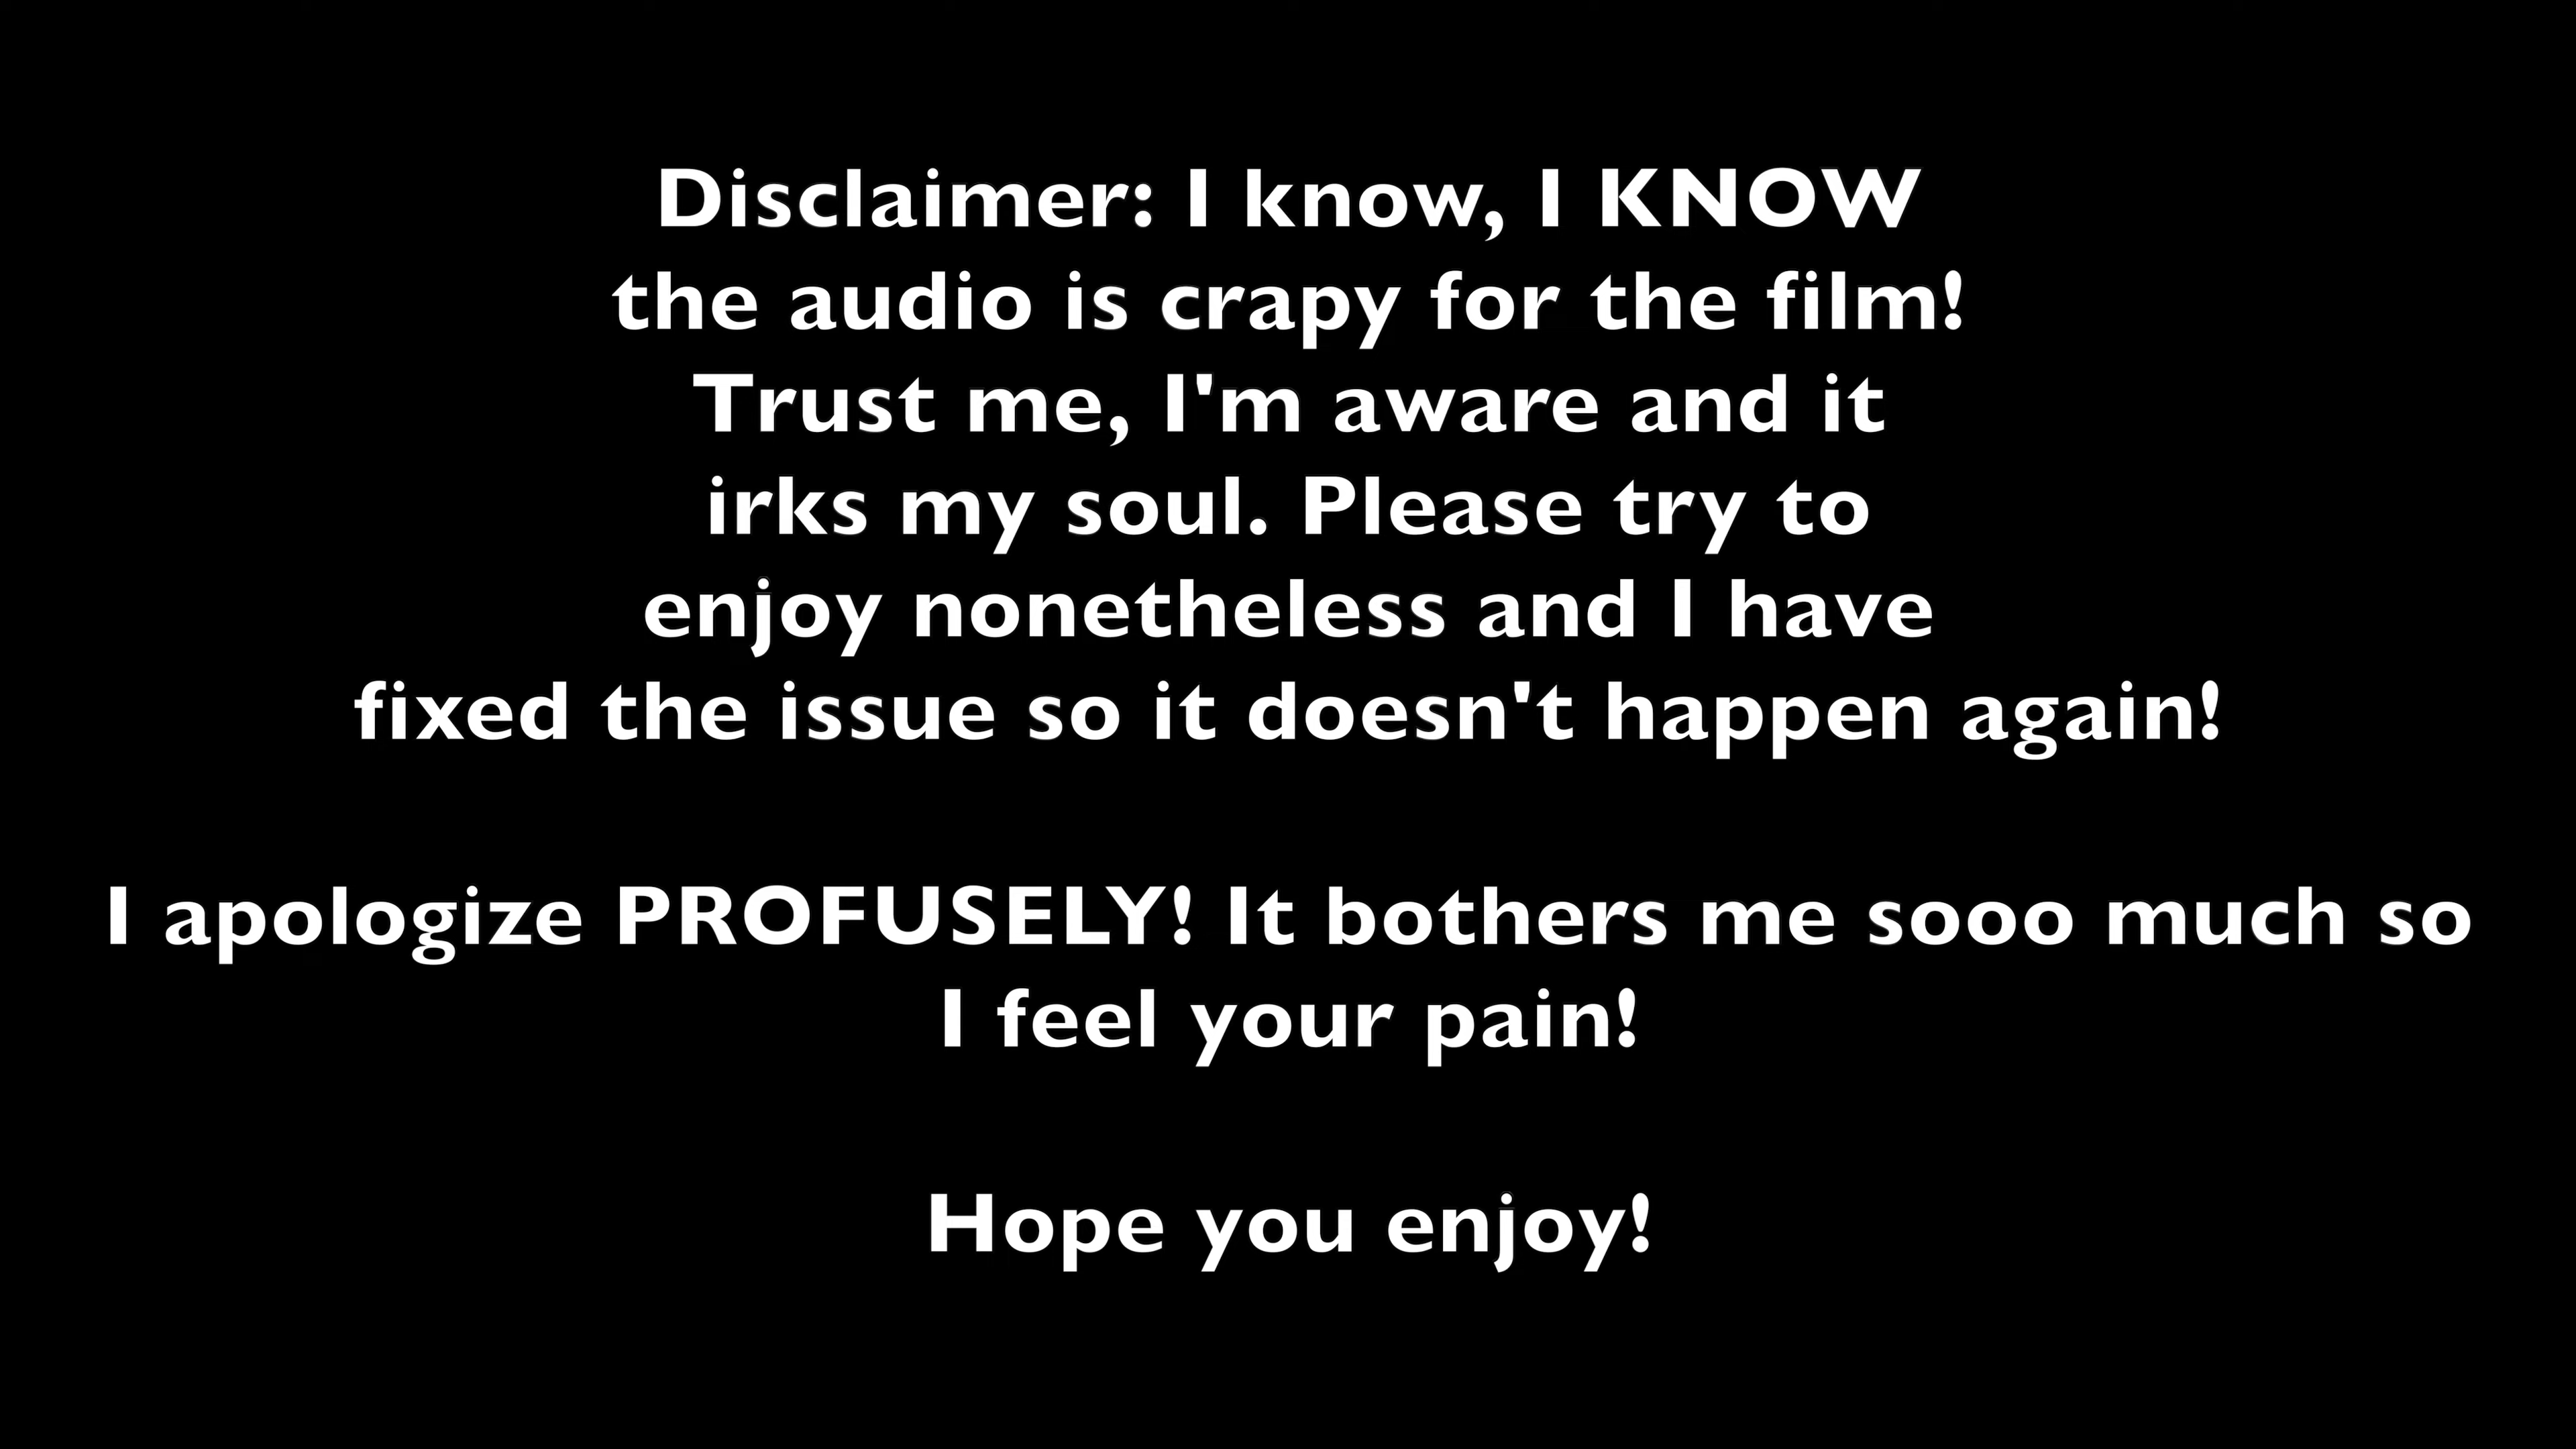 Disclaimer: I know, I KNOW
the audio is crapy for the film!
Trust me, I'm aware and it
irks my soul. Please try to
enjoy nonetheless and I have
fixed the issue so it doesn't happen again!
I apologize PROFUSELY! It bothers me sooo much so
I feel your pain!
Hope you enjoy!